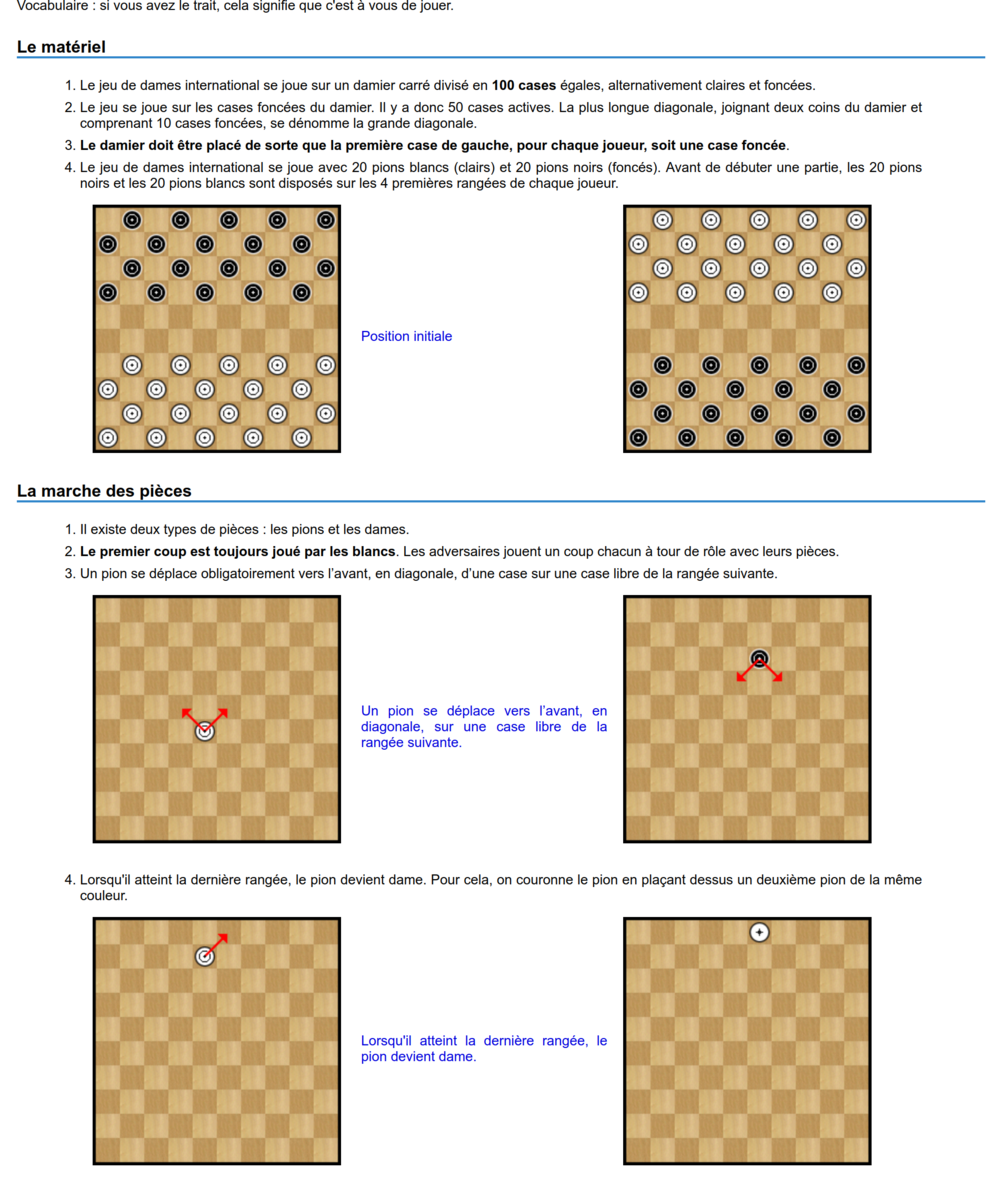 Vocabulaire : si vous avez le trait, cela signifie que c'est à vous de jouer.
Le matériel
1. Le jeu de dames international se joue sur un damier carré divisé en 100 cases égales, alternativement claires et foncées.
2. Le jeu se joue sur les cases foncées du damier. Il y a donc 50 cases actives. La plus longue diagonale, joignant deux coins du damier et
comprenant 10 cases foncées, se dénomme la grande diagonale.
3. Le damier doit être placé de sorte que la première case de gauche, pour chaque joueur, soit une case foncée.
4. Le jeu de dames international se joue avec 20 pions blancs (clairs) et 20 pions noirs (foncés). Avant de débuter une partie, les 20 pions
noirs et les 20 pions blancs sont disposés sur les 4 premières rangées de chaque joueur.
Position initiale
La marche des pièces
1. Il existe deux types de pièces : les pions et les dames.
2. Le premier coup est toujours joué par les blancs. Les adversaires jouent un coup chacun à tour de rôle avec leurs pièces.
3. Un pion se déplace obligatoirement vers l'avant, en diagonale, d'une case sur une case libre de la rangée suivante.
Un pion se déplace vers l'avant, en
diagonale, sur une case libre de la
rangée suivante.
4. Lorsqu'il atteint la dernière rangée, le pion devient dame. Pour cela, on couronne le pion en plaçant dessus un deuxième pion de la même
couleur.
Lorsqu'il atteint la dernière rangée, le
pion devient dame.